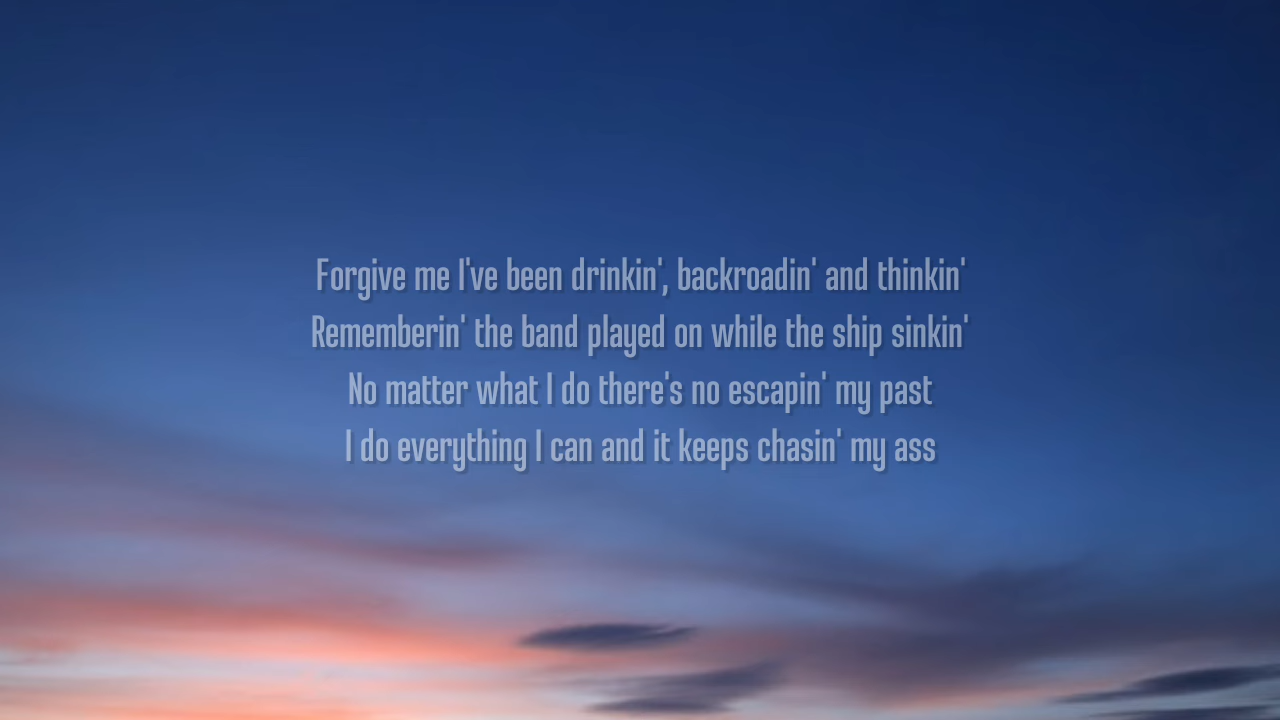 Forgive me I've been drinkin', backroadin' and thinkin'
Rememberin' the band played on while the ship sinkin'
No matter what I do there's no escapin' my past
I do everything I can and it keeps chasin' my ass